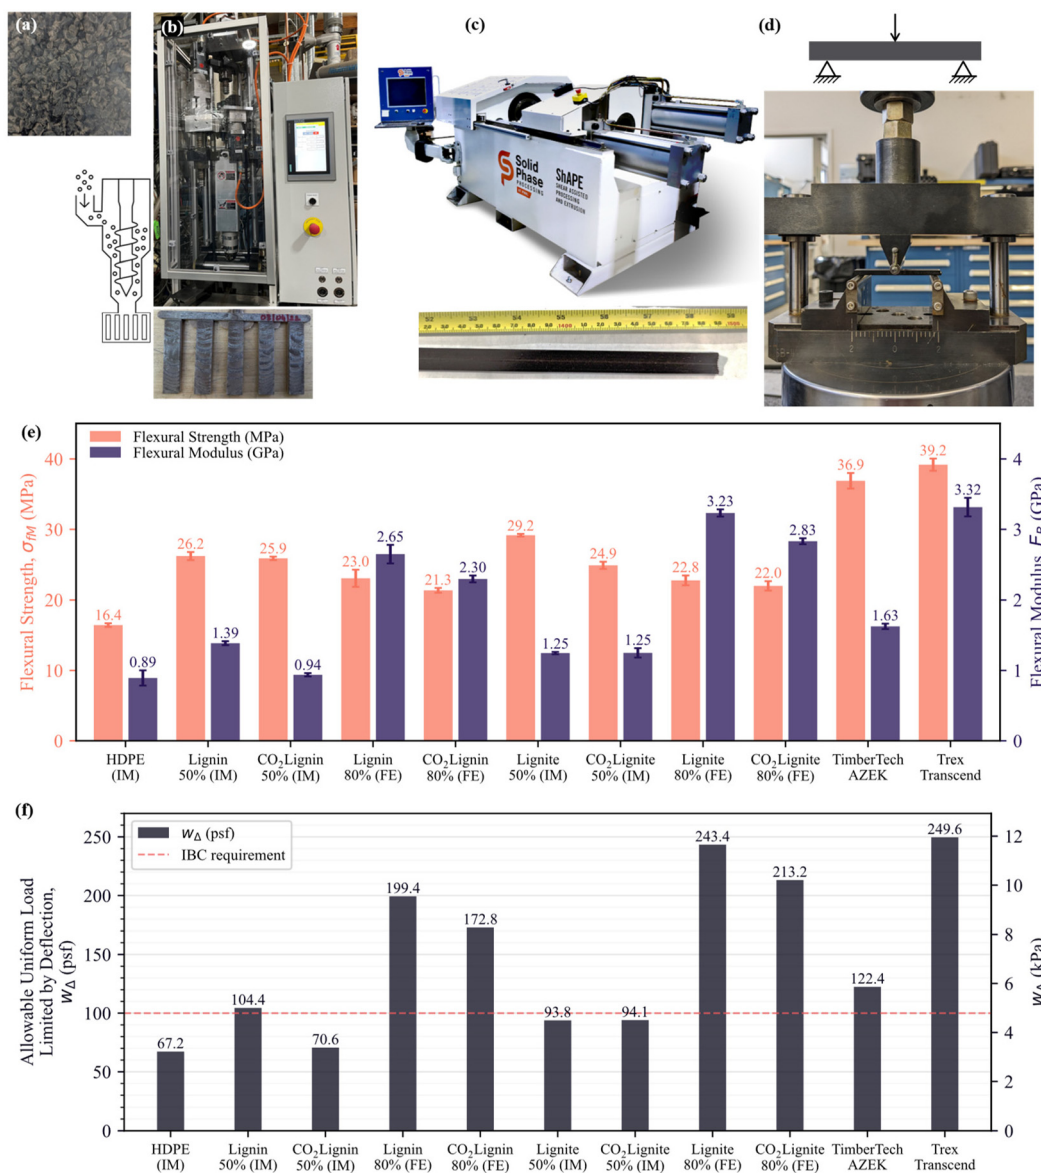 (a)
(b)
(c)
(d)
Solid
Phase
PROCESSING
ShAPE
SHEAR ASSISTED
PROCESSING
AND EXTRUSION
2 0 7
(e)
Flexural Strength (MPa)
Flexural Modulus (GPa)
Flexural Strength, σfM (MPa)
Flexural Modulus, EB (GPa)
40
30
20
10
0
4
3
2
1
0
16.4
0.89
26.2
1.39
25.9
0.94
23.0
2.65
21.3
2.30
29.2
1.25
24.9
1.25
22.8
3.23
22.0
2.83
36.9
1.63
39.2
3.32
HDPE
(IM)
Lignin
50% (IM)
CO2Lignin
50% (IM)
Lignin
80% (FE)
CO2Lignin
80% (FE)
Lignite
50% (IM)
CO2Lignite
50% (IM)
Lignite
80% (FE)
CO2Lignite
80% (FE)
TimberTech
AZEK
Trex
Transcend
(f)
wΔ (psf)
IBC requirement
Allowable Uniform Load
Limited by Deflection,
wΔ (psf)
wΔ (kPa)
250
200
150
100
50
0
12
10
8
6
4
2
0
67.2
104.4
70.6
199.4
172.8
93.8
94.1
243.4
213.2
122.4
249.6
HDPE
(IM)
Lignin
50% (IM)
CO2Lignin
50% (IM)
Lignin
80% (FE)
CO2Lignin
80% (FE)
Lignite
50% (IM)
CO2Lignite
50% (IM)
Lignite
80% (FE)
CO2Lignite
80% (FE)
TimberTech
AZEK
Trex
Transcend